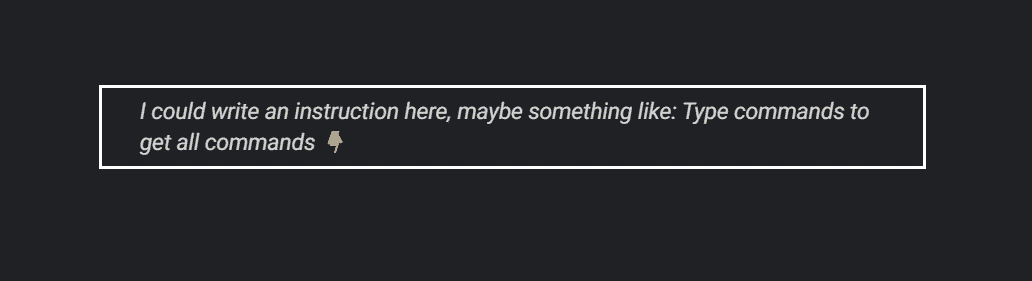 I could write an instruction here, maybe something like: Type commands to
get all commands 👇